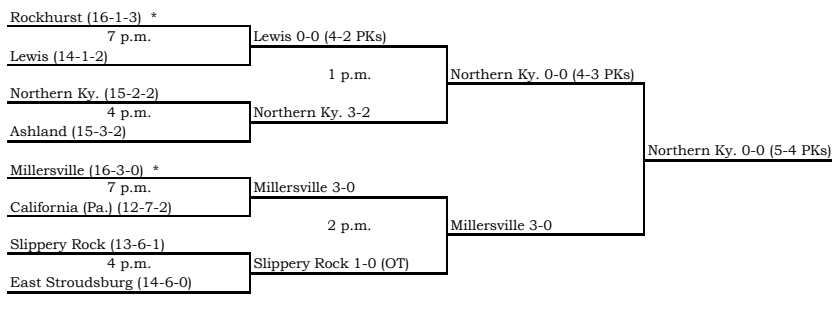 Rockhurst (16-1-3) *
7 p.m.
Lewis (14-1-2)
Lewis 0-0 (4-2 PKs)
1 p.m.
Northern Ky. 0-0 (4-3 PKs)
Northern Ky. (15-2-2)
4 p.m.
Ashland (15-3-2)
Northern Ky. 3-2
Northern Ky. 0-0 (5-4 PKs)
Millersville (16-3-0) *
7 p.m.
California (Pa.) (12-7-2)
Millersville 3-0
2 p.m.
Millersville 3-0
Slippery Rock (13-6-1)
4 p.m.
East Stroudsburg (14-6-0)
Slippery Rock 1-0 (OT)